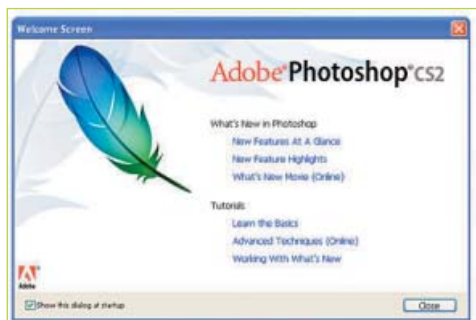 Welcome Screen
Adobe® Photoshop® CS2
What's New in Photoshop
New Features At A Glance
New Feature Highlights
What's New Movie (Online)
Tutorials
Learn the Basics
Advanced Techniques (Online)
Working With What's New
Adobe
Show this dialog at startup
Close